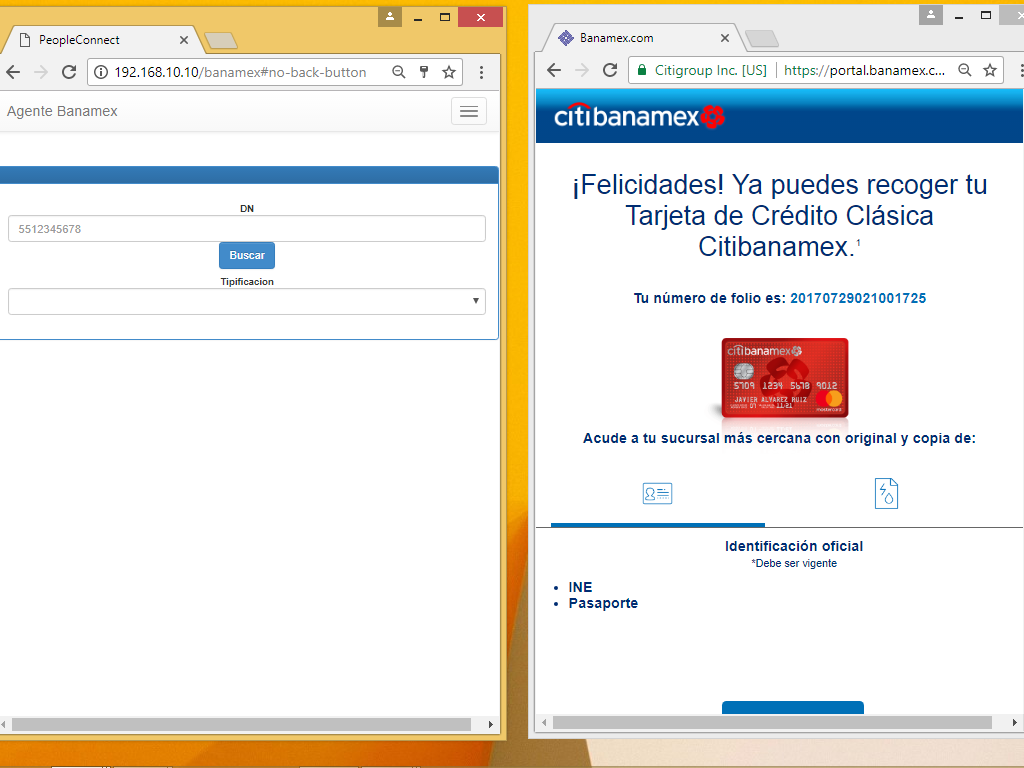 PeopleConnect
192.168.10.10/banamex#no-back-button
Agente Banamex
DN
5512345678
Buscar
Tipificacion
Banamex.com
Citigroup Inc. [US]
https://portal.banamex.c...
citibanamex
¡Felicidades! Ya puedes recoger tu
Tarjeta de Crédito Clásica
Citibanamex.¹
Tu número de folio es: 20170729021001725
citibanamex
5709 1234 5678 9012
JAVIER ALVAREZ RUIZ
11/21
mastercard
Acude a tu sucursal más cercana con original y copia de:
Identificación oficial
*Debe ser vigente
• INE
• Pasaporte